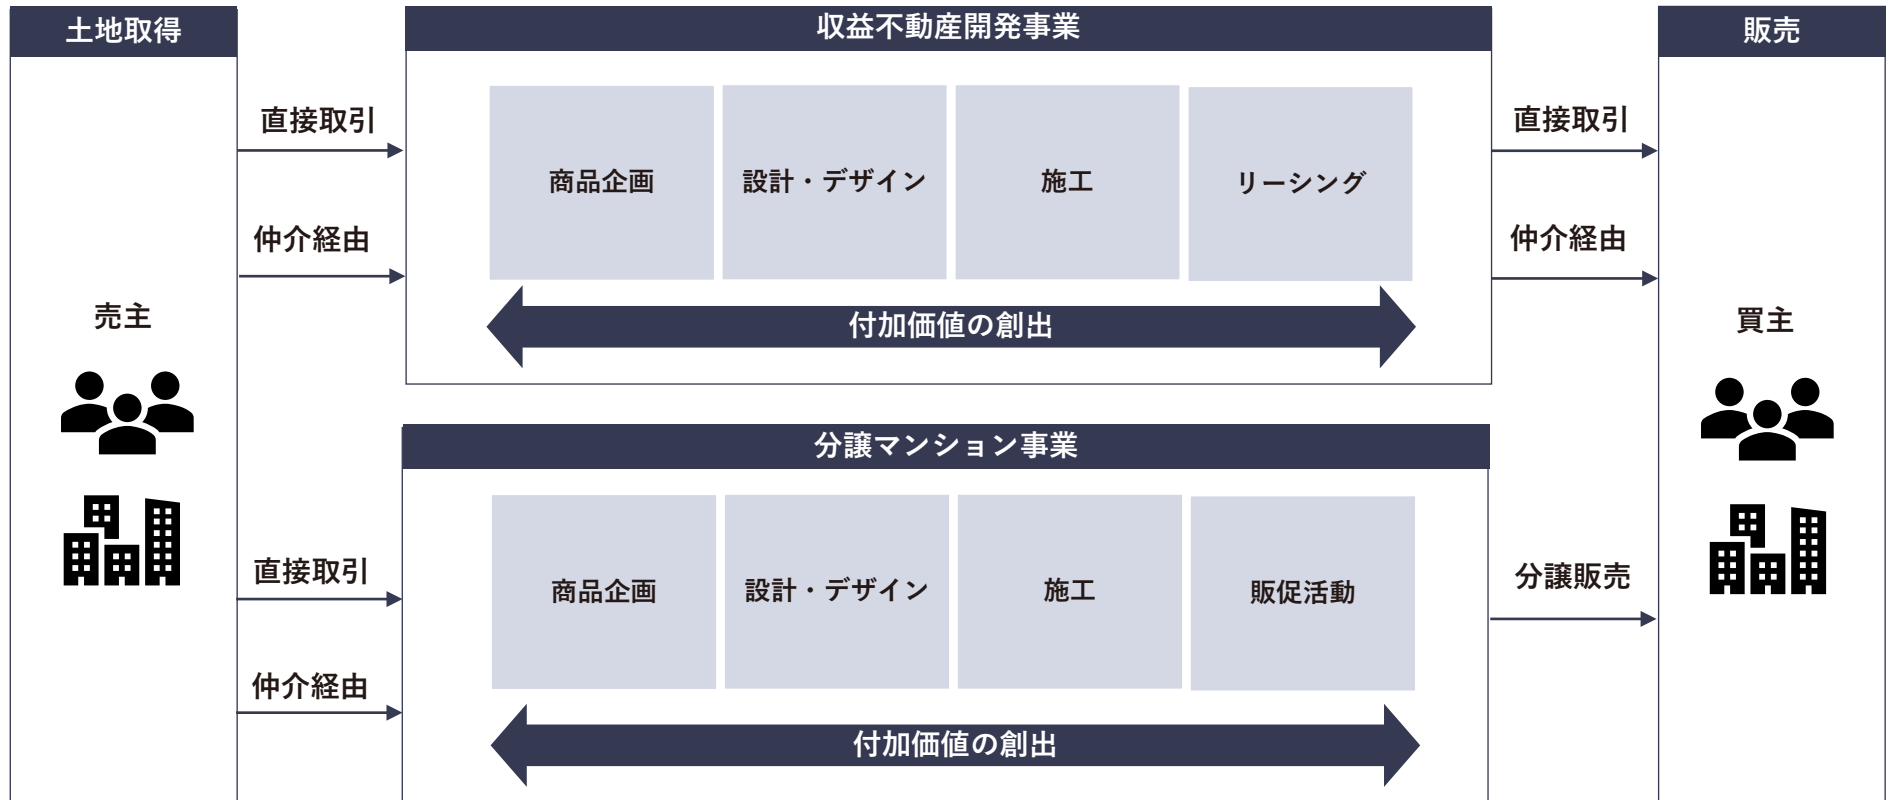 土地取得
売主
直接取引
仲介経由
直接取引
仲介経由
収益不動産開発事業
商品企画
設計・デザイン
施工
リーシング
付加価値の創出
分譲マンション事業
商品企画
設計・デザイン
施工
販促活動
付加価値の創出
直接取引
仲介経由
分譲販売
販売
買主